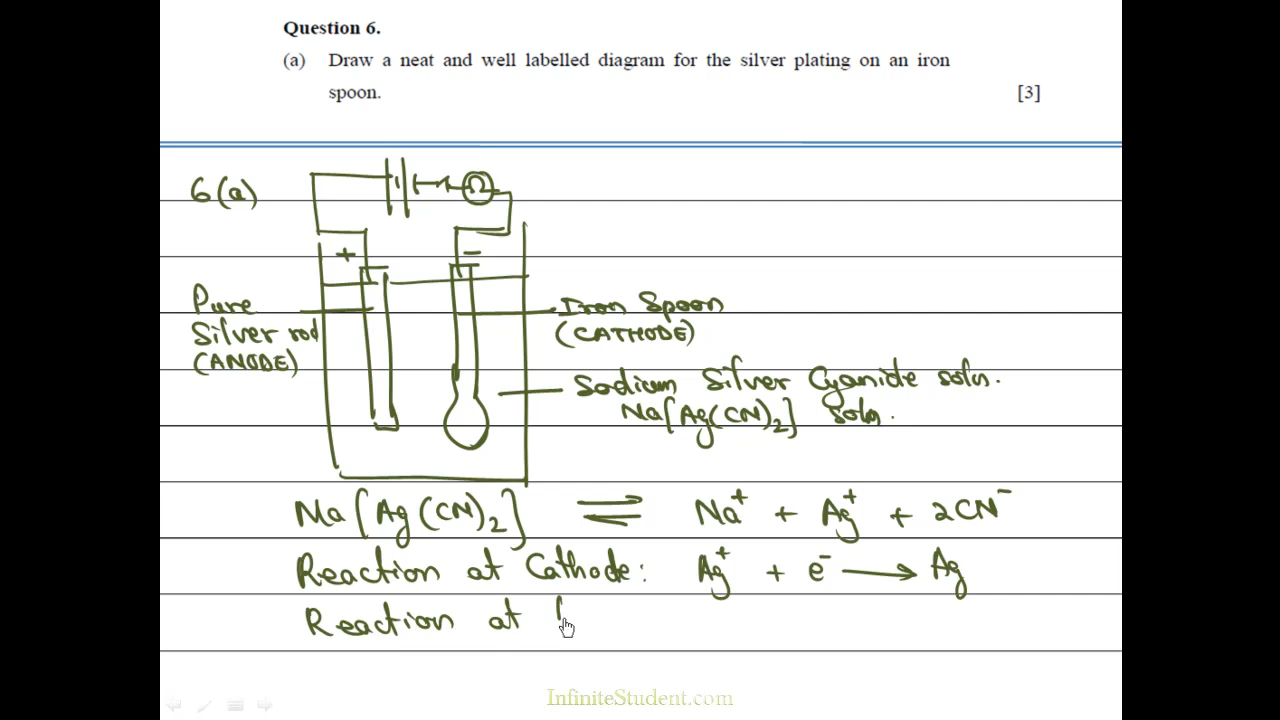 Question 6.
(a) Draw a neat and well labelled diagram for the silver plating on an iron
spoon. [3]
6(a)
Ω
+ −
Pure
Silver rod
(ANODE)
Iron Spoon
(CATHODE)
Sodium Silver Cyanide soln.
Na[Ag(CN)₂] soln.
Na[Ag(CN)₂] ⇌ Na⁺ + Ag⁺ + 2CN⁻
Reaction at Cathode: Ag⁺ + e⁻ ⟶ Ag
Reaction at
InfiniteStudent.com